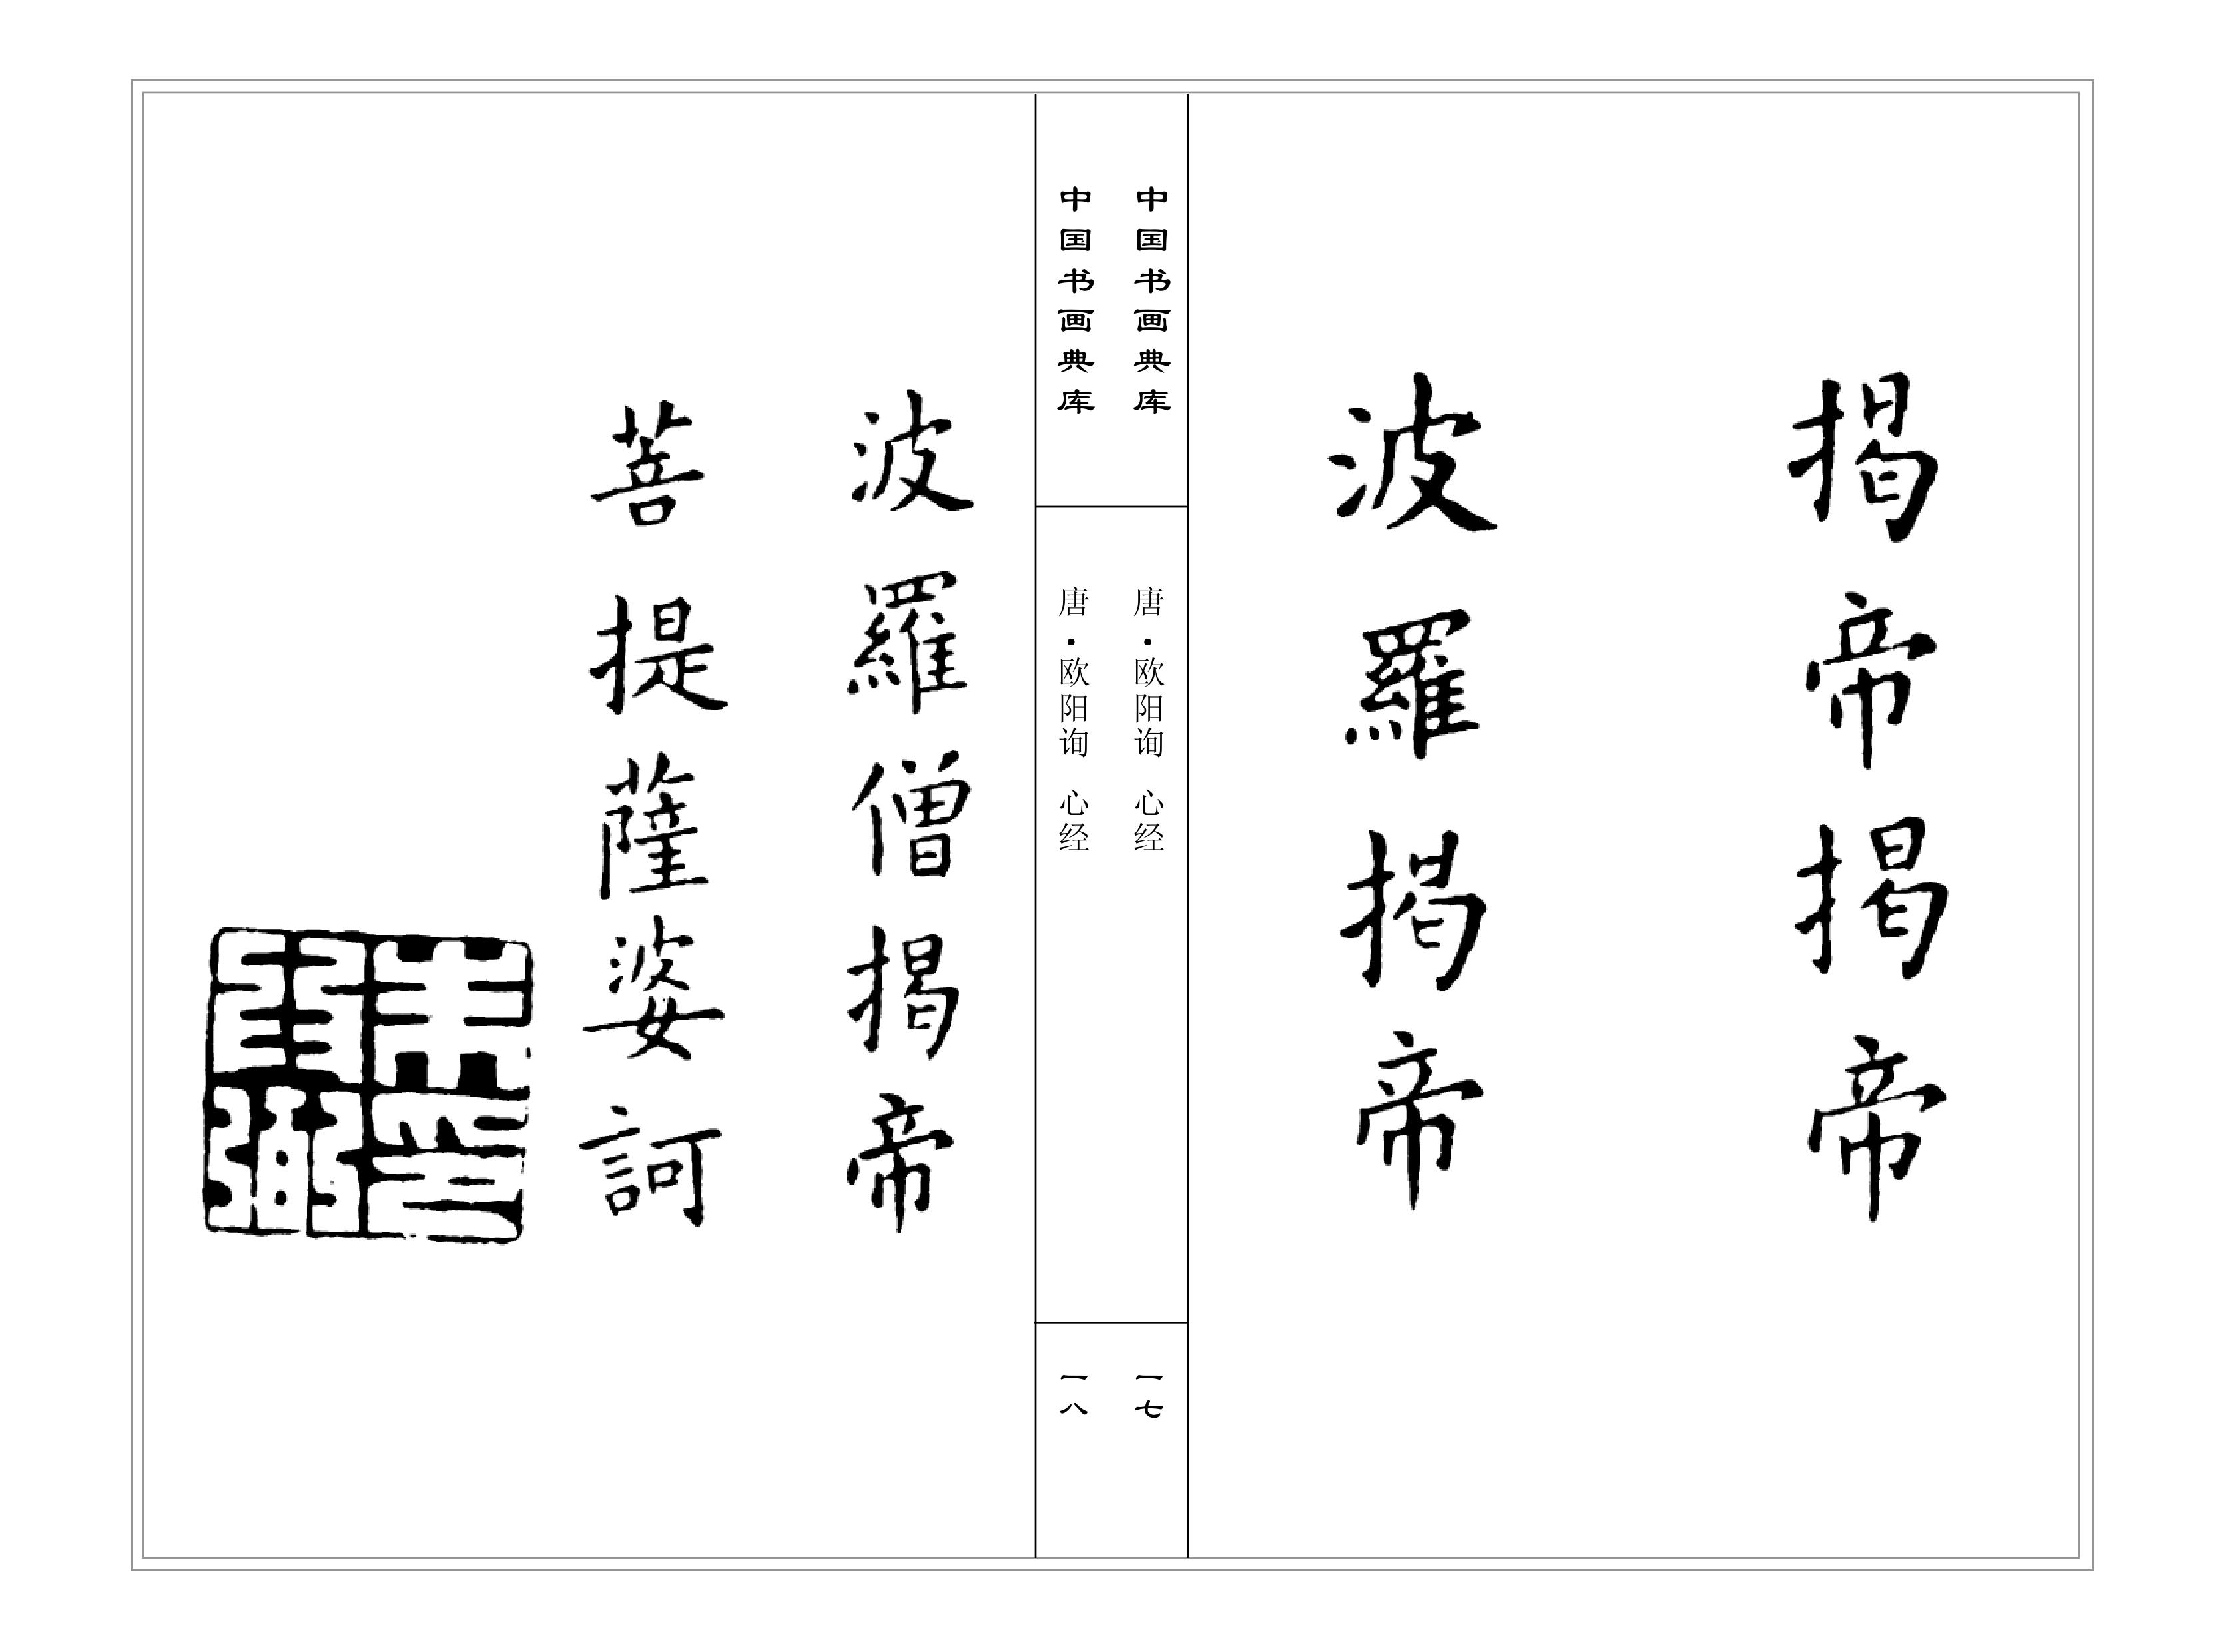 揭帝揭帝
波羅揭帝
中国书画典库
唐·欧阳询 心经
一七
中国书画典库
唐·欧阳询 心经
一八
波羅僧揭帝
菩提薩婆訶